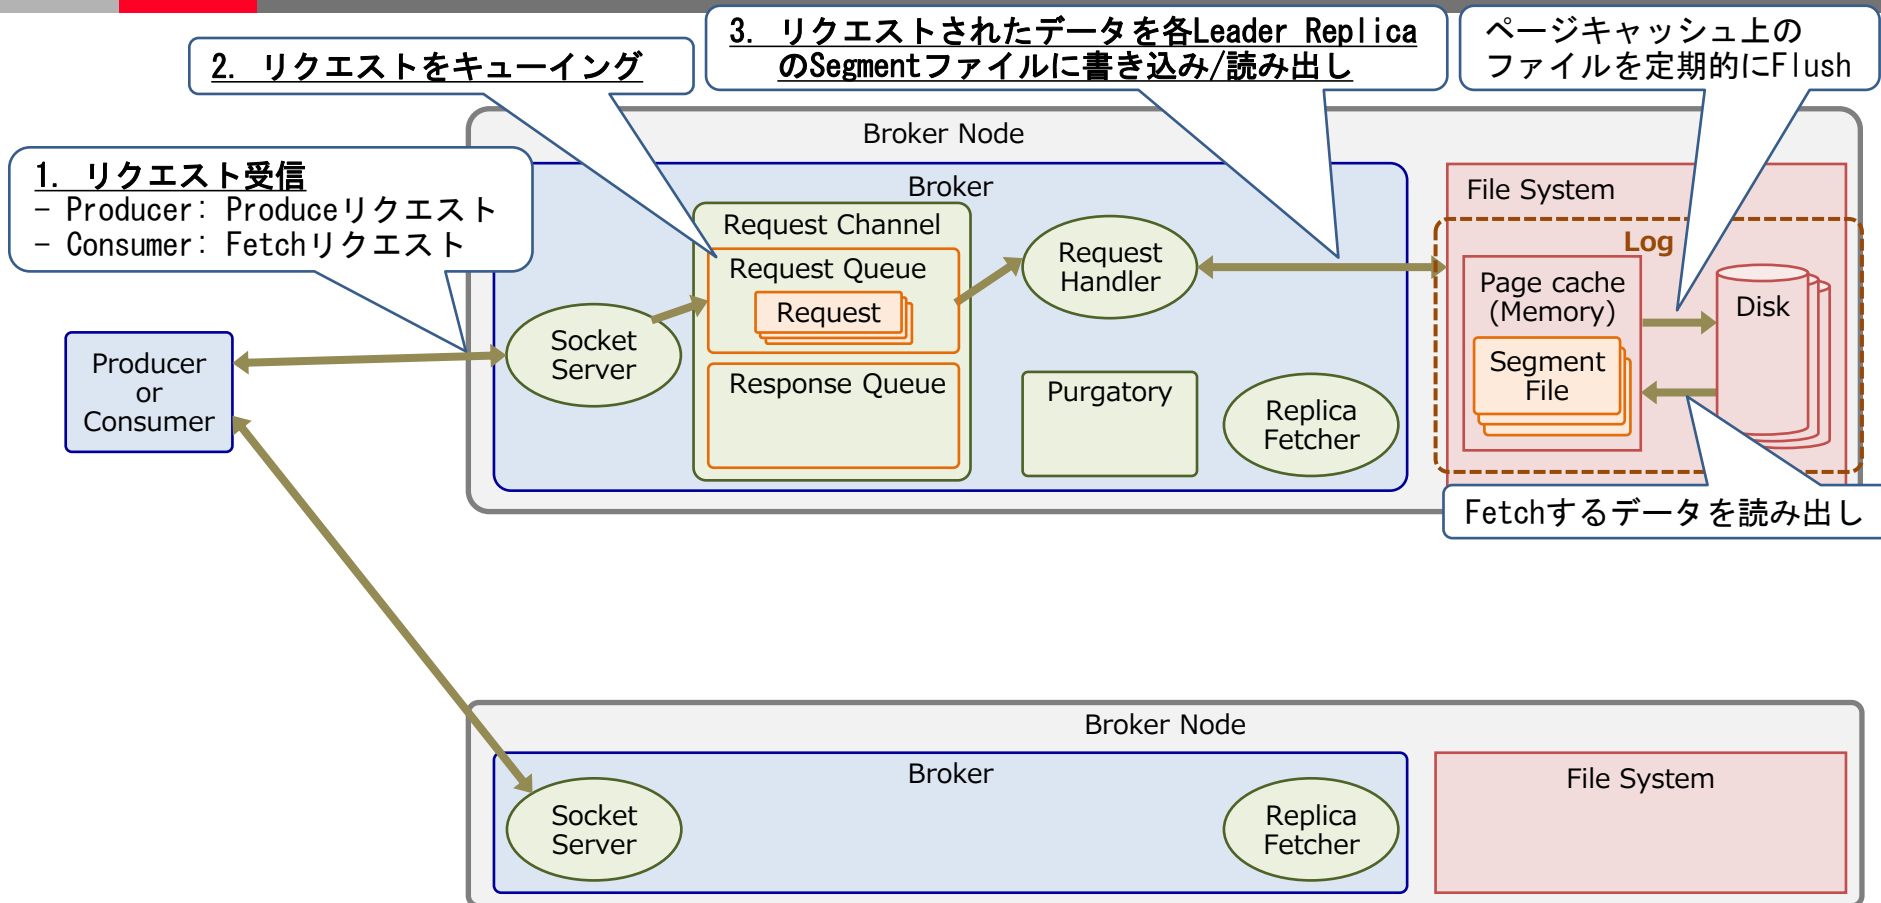 2. リクエストをキューイング
3. リクエストされたデータを各Leader Replica
のSegmentファイルに書き込み/読み出し
ページキャッシュ上の
ファイルを定期的にFlush
1. リクエスト受信
- Producer: Produceリクエスト
- Consumer: Fetchリクエスト
Broker Node
Broker
Request Channel
Request Queue
Request
Response Queue
Socket
Server
Request
Handler
Purgatory
Replica
Fetcher
File System
Log
Page cache
(Memory)
Segment
File
Disk
Fetchするデータを読み出し
Producer
or
Consumer
Broker Node
Broker
Socket
Server
Replica
Fetcher
File System